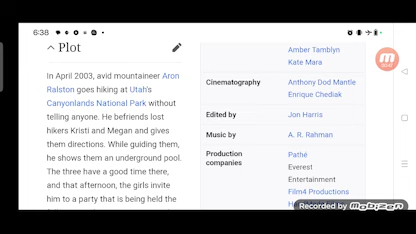 6:38
Plot
In April 2003, avid mountaineer Aron
Ralston goes hiking at Utah's
Canyonlands National Park without
telling anyone. He befriends lost
hikers Kristi and Megan and gives
them directions. While guiding them,
he shows them an underground pool.
The three have a good time there,
and that afternoon, the girls invite
him to a party that is being held the
Amber Tamblyn
Kate Mara
Cinematography
Anthony Dod Mantle
Enrique Chediak
Edited by
Jon Harris
Music by
A. R. Rahman
Production
companies
Pathé
Everest
Entertainment
Film4 Productions
Recorded by Mobizen